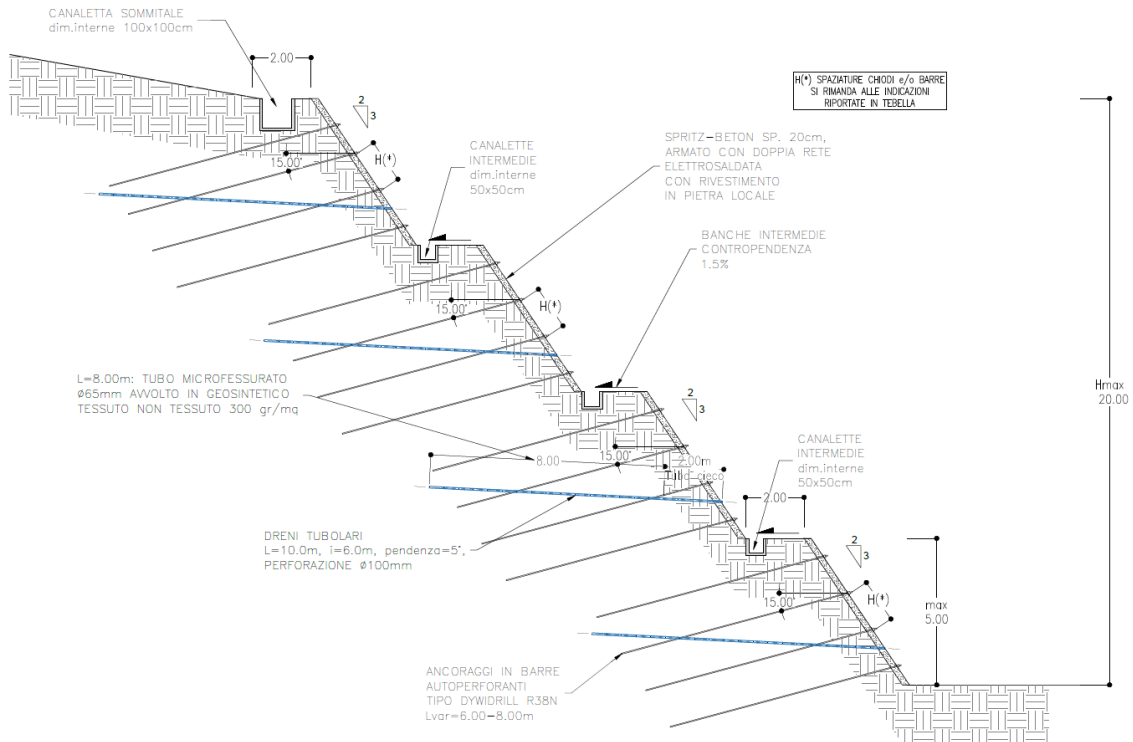 CANALETTA SOMMITALE
dim.interne 100x100cm
2.00
2
3
H(*) SPAZIATURE CHIODI e/o BARRE
SI RIMANDA ALLE INDICAZIONI
RIPORTATE IN TEBELLA
CANALETTE
INTERMEDIE
dim.interne
50x50cm
SPRITZ-BETON SP. 20cm,
ARMATO CON DOPPIA RETE
ELETTROSALDATA
CON RIVESTIMENTO
IN PIETRA LOCALE
15.00°
H(*)
BANCHE INTERMEDIE
CONTROPENDENZA
1.5%
15.00°
H(*)
L=8.00m: TUBO MICROFESSURATO
Ø65mm AVVOLTO IN GEOSINTETICO
TESSUTO NON TESSUTO 300 gr/mq
Hmax
20.00
2
3
15.00°
8.00
2.00m
Tubo cieco
CANALETTE
INTERMEDIE
dim.interne
50x50cm
2.00
DRENI TUBOLARI
L=10.0m, i=6.0m, pendenza=5°,
PERFORAZIONE Ø100mm
2
3
15.00°
H(*)
max
5.00
ANCORAGGI IN BARRE
AUTOPERFORANTI
TIPO DYWIDRILL R38N
Lvar=6.00-8.00m